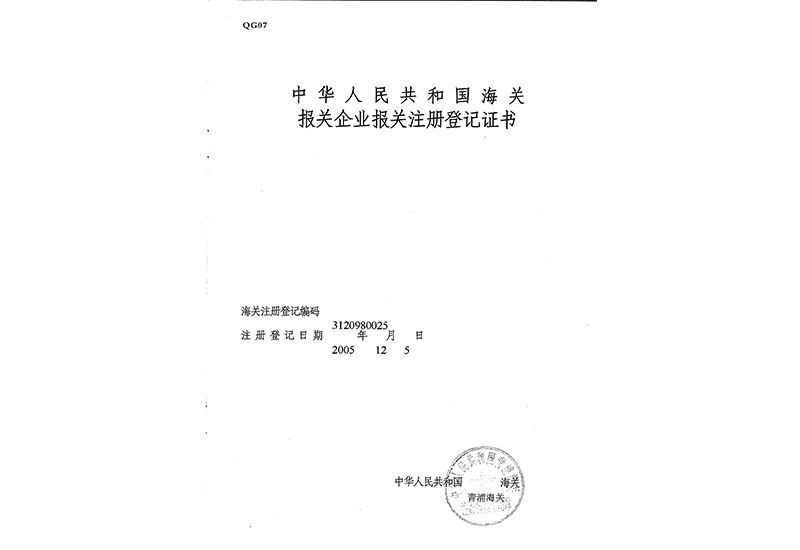 QG07
中华人民共和国海关
报关企业报关注册登记证书
海关注册登记编码
3120980025
注册登记日期 年 月 日
2005 12 5
中华人民共和国 海关
青浦海关